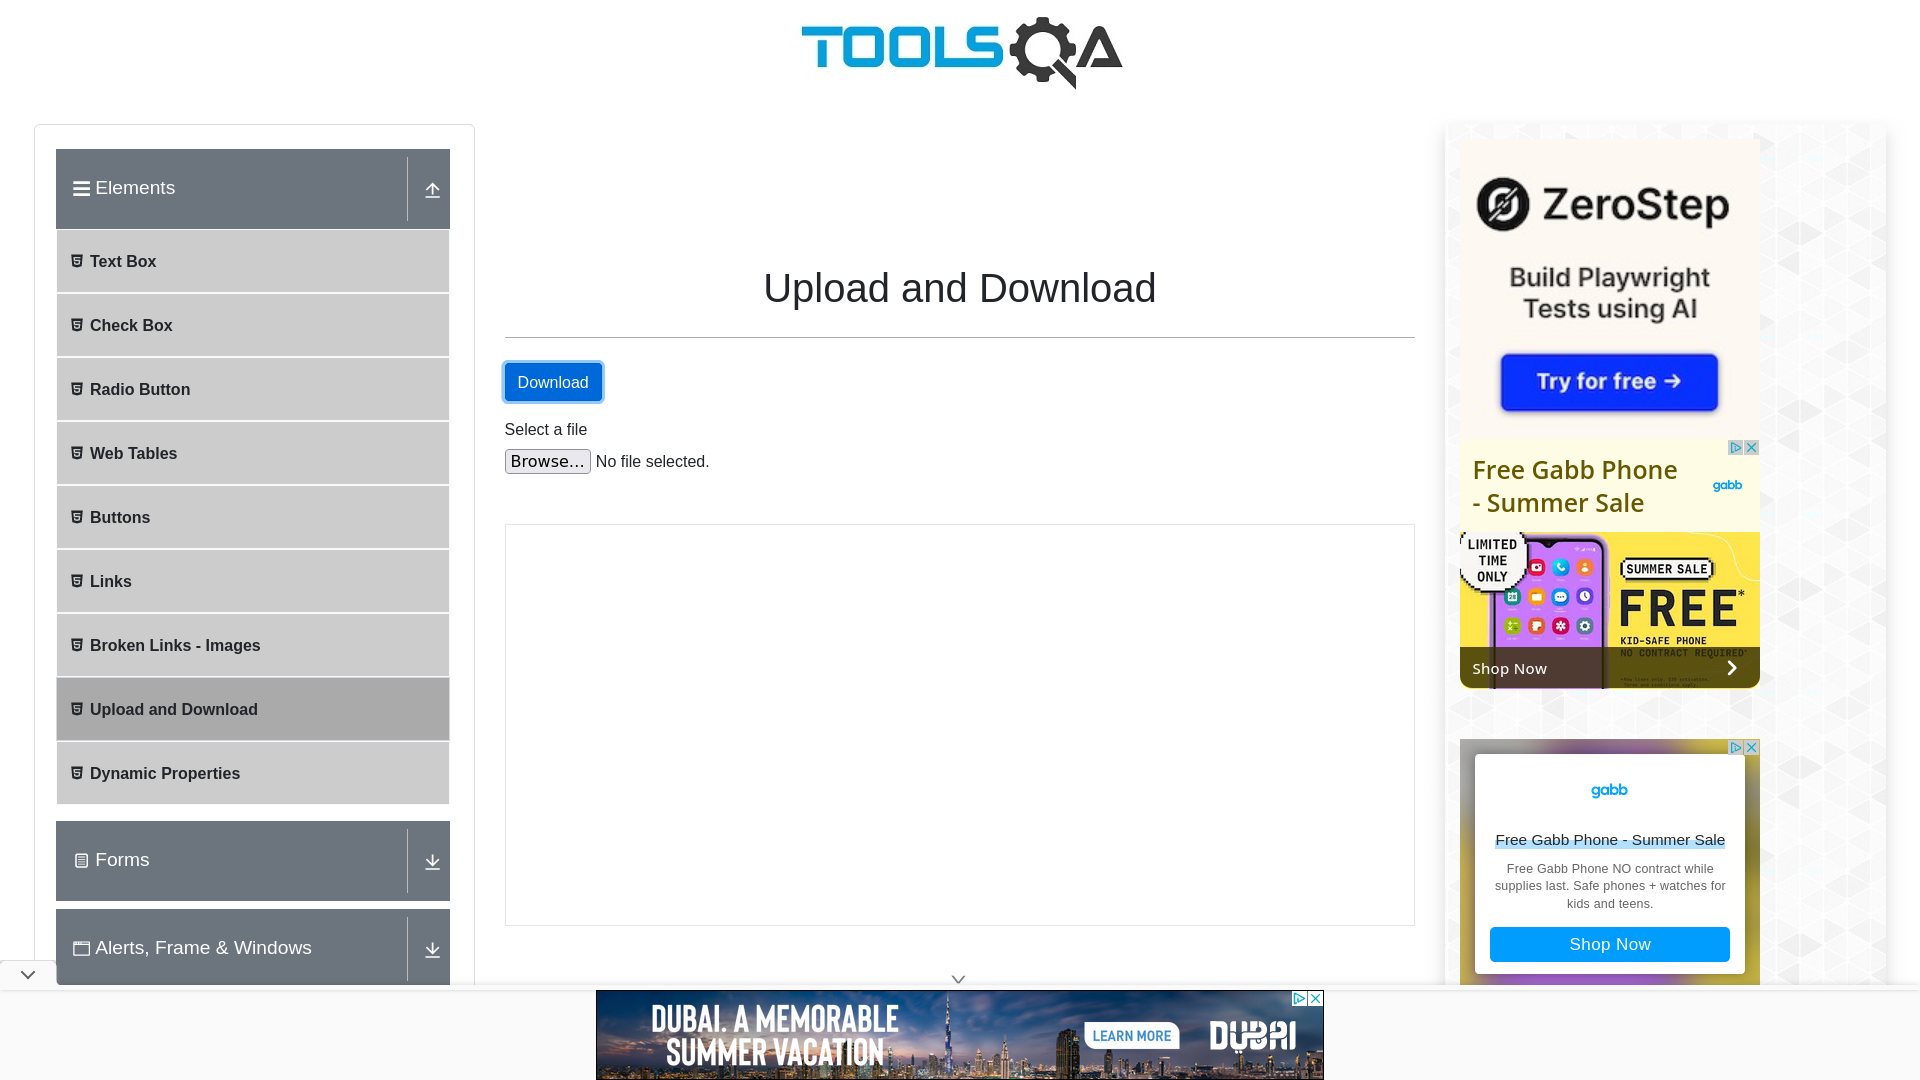 TOOLSQA
Elements
Text Box
Check Box
Radio Button
Web Tables
Buttons
Links
Broken Links - Images
Upload and Download
Dynamic Properties
Forms
Alerts, Frame & Windows
Upload and Download
Download
Select a file
Browse... No file selected.
ZeroStep
Build Playwright
Tests using AI
Try for free →
Free Gabb Phone
- Summer Sale
gabb
LIMITED
TIME
ONLY
SUMMER SALE
FREE*
KID-SAFE PHONE
NO CONTRACT REQUIRED*
Shop Now
gabb
Free Gabb Phone - Summer Sale
Free Gabb Phone NO contract while
supplies last. Safe phones + watches for
kids and teens.
Shop Now
DUBAI. A MEMORABLE
SUMMER VACATION
LEARN MORE
DUBAI